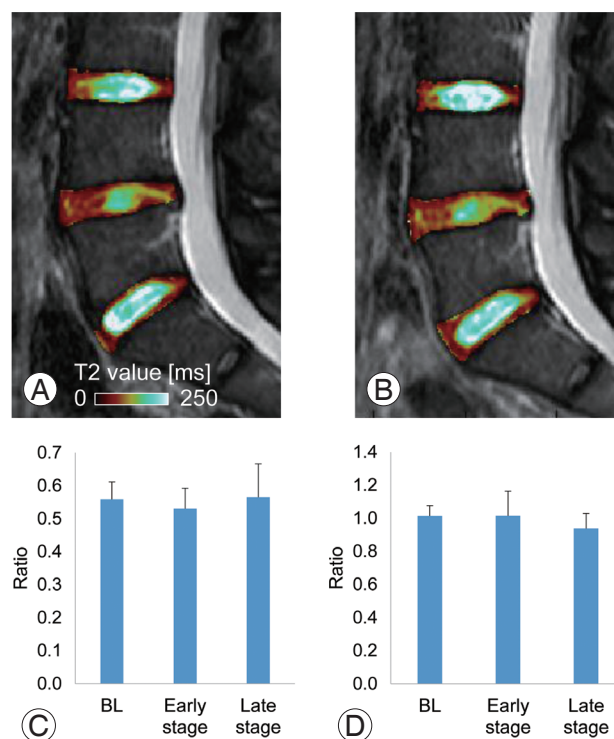 A
T2 value [ms]
0 250
B
0.7
0.6
0.5
0.4
0.3
0.2
0.1
0.0
Ratio
BL
Early stage
Late stage
C
1.4
1.2
1.0
0.8
0.6
0.4
0.2
0.0
Ratio
BL
Early stage
Late stage
D